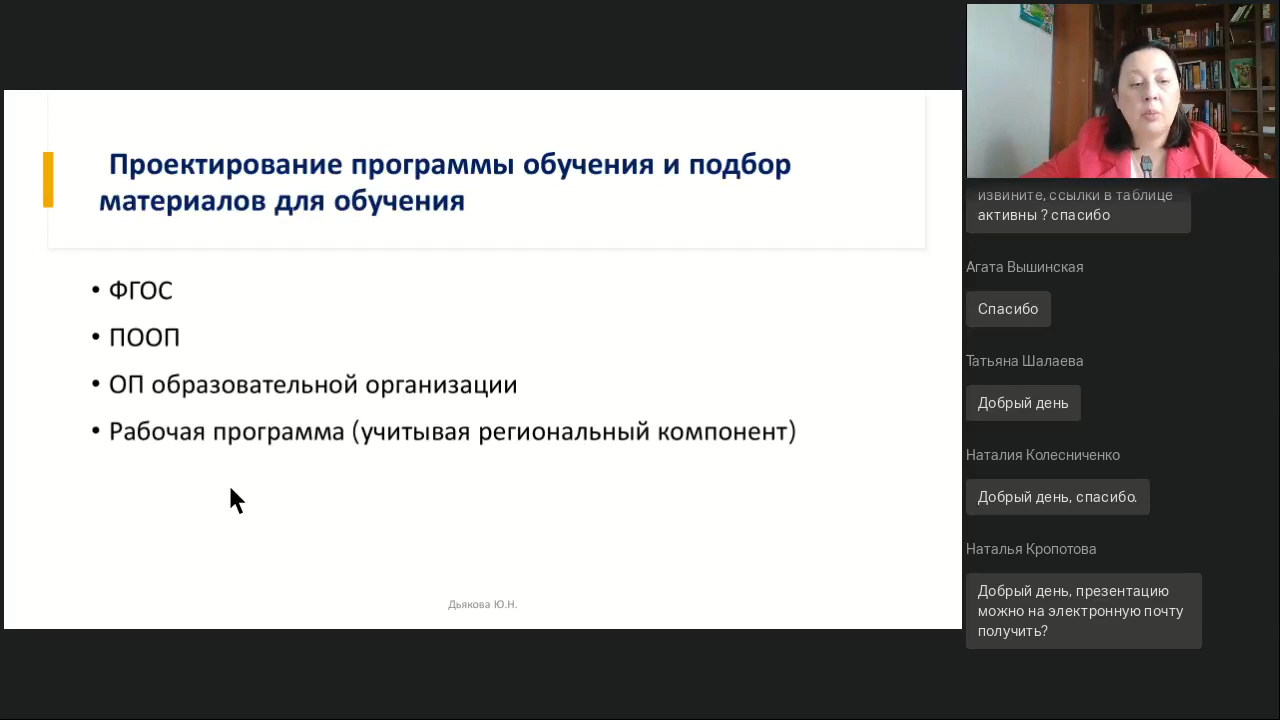 Проектирование программы обучения и подбор
материалов для обучения
• ФГОС
• ПООП
• ОП образовательной организации
• Рабочая программа (учитывая региональный компонент)
Дьякова Ю.Н.
извините, ссылки в таблице
активны ? спасибо
Агата Вышинская
Спасибо
Татьяна Шалаева
Добрый день
Наталия Колесниченко
Добрый день, спасибо.
Наталья Кропотова
Добрый день, презентацию
можно на электронную почту
получить?